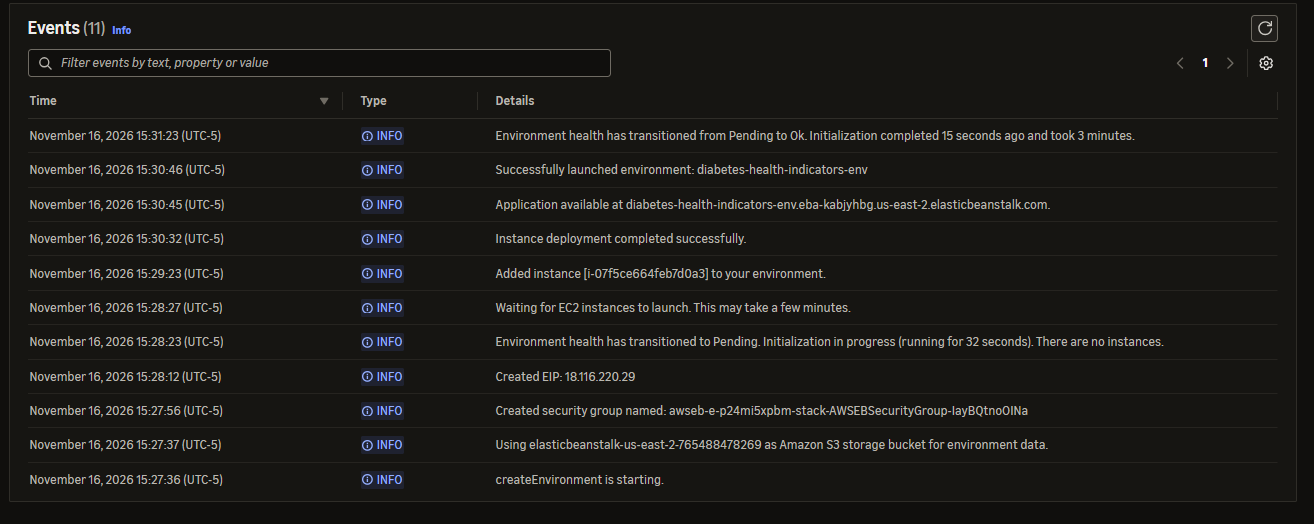 Events (11) Info
Filter events by text, property or value
1
Time Type Details
November 16, 2026 15:31:23 (UTC-5) INFO Environment health has transitioned from Pending to Ok. Initialization completed 15 seconds ago and took 3 minutes.
November 16, 2026 15:30:46 (UTC-5) INFO Successfully launched environment: diabetes-health-indicators-env
November 16, 2026 15:30:45 (UTC-5) INFO Application available at diabetes-health-indicators-env.eba-kabjyhbg.us-east-2.elasticbeanstalk.com.
November 16, 2026 15:30:32 (UTC-5) INFO Instance deployment completed successfully.
November 16, 2026 15:29:23 (UTC-5) INFO Added instance [i-07f5ce664feb7d0a3] to your environment.
November 16, 2026 15:28:27 (UTC-5) INFO Waiting for EC2 instances to launch. This may take a few minutes.
November 16, 2026 15:28:23 (UTC-5) INFO Environment health has transitioned to Pending. Initialization in progress (running for 32 seconds). There are no instances.
November 16, 2026 15:28:12 (UTC-5) INFO Created EIP: 18.116.220.29
November 16, 2026 15:27:56 (UTC-5) INFO Created security group named: awseb-e-p24mi5xpbm-stack-AWSEBSecurityGroup-IayBQtnoOINa
November 16, 2026 15:27:37 (UTC-5) INFO Using elasticbeanstalk-us-east-2-765488478269 as Amazon S3 storage bucket for environment data.
November 16, 2026 15:27:36 (UTC-5) INFO createEnvironment is starting.